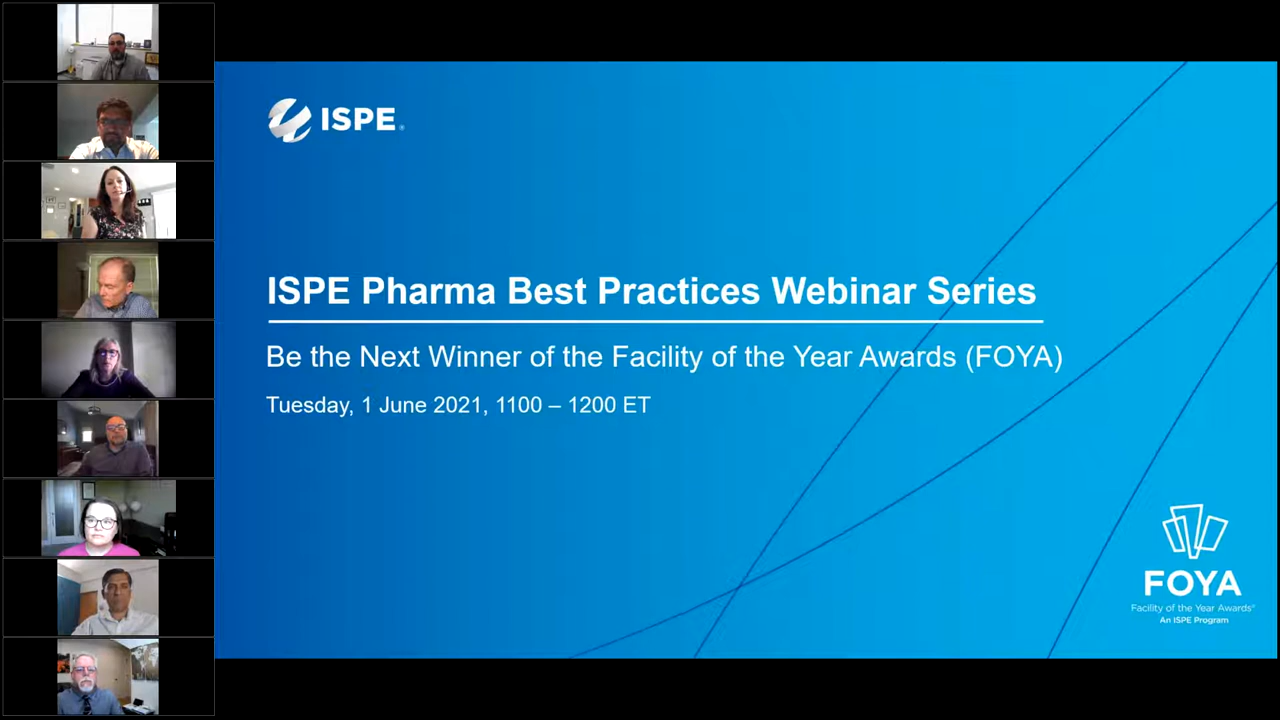 ISPE®
ISPE Pharma Best Practices Webinar Series
Be the Next Winner of the Facility of the Year Awards (FOYA)
Tuesday, 1 June 2021, 1100 – 1200 ET
FOYA
Facility of the Year Awards®
An ISPE Program